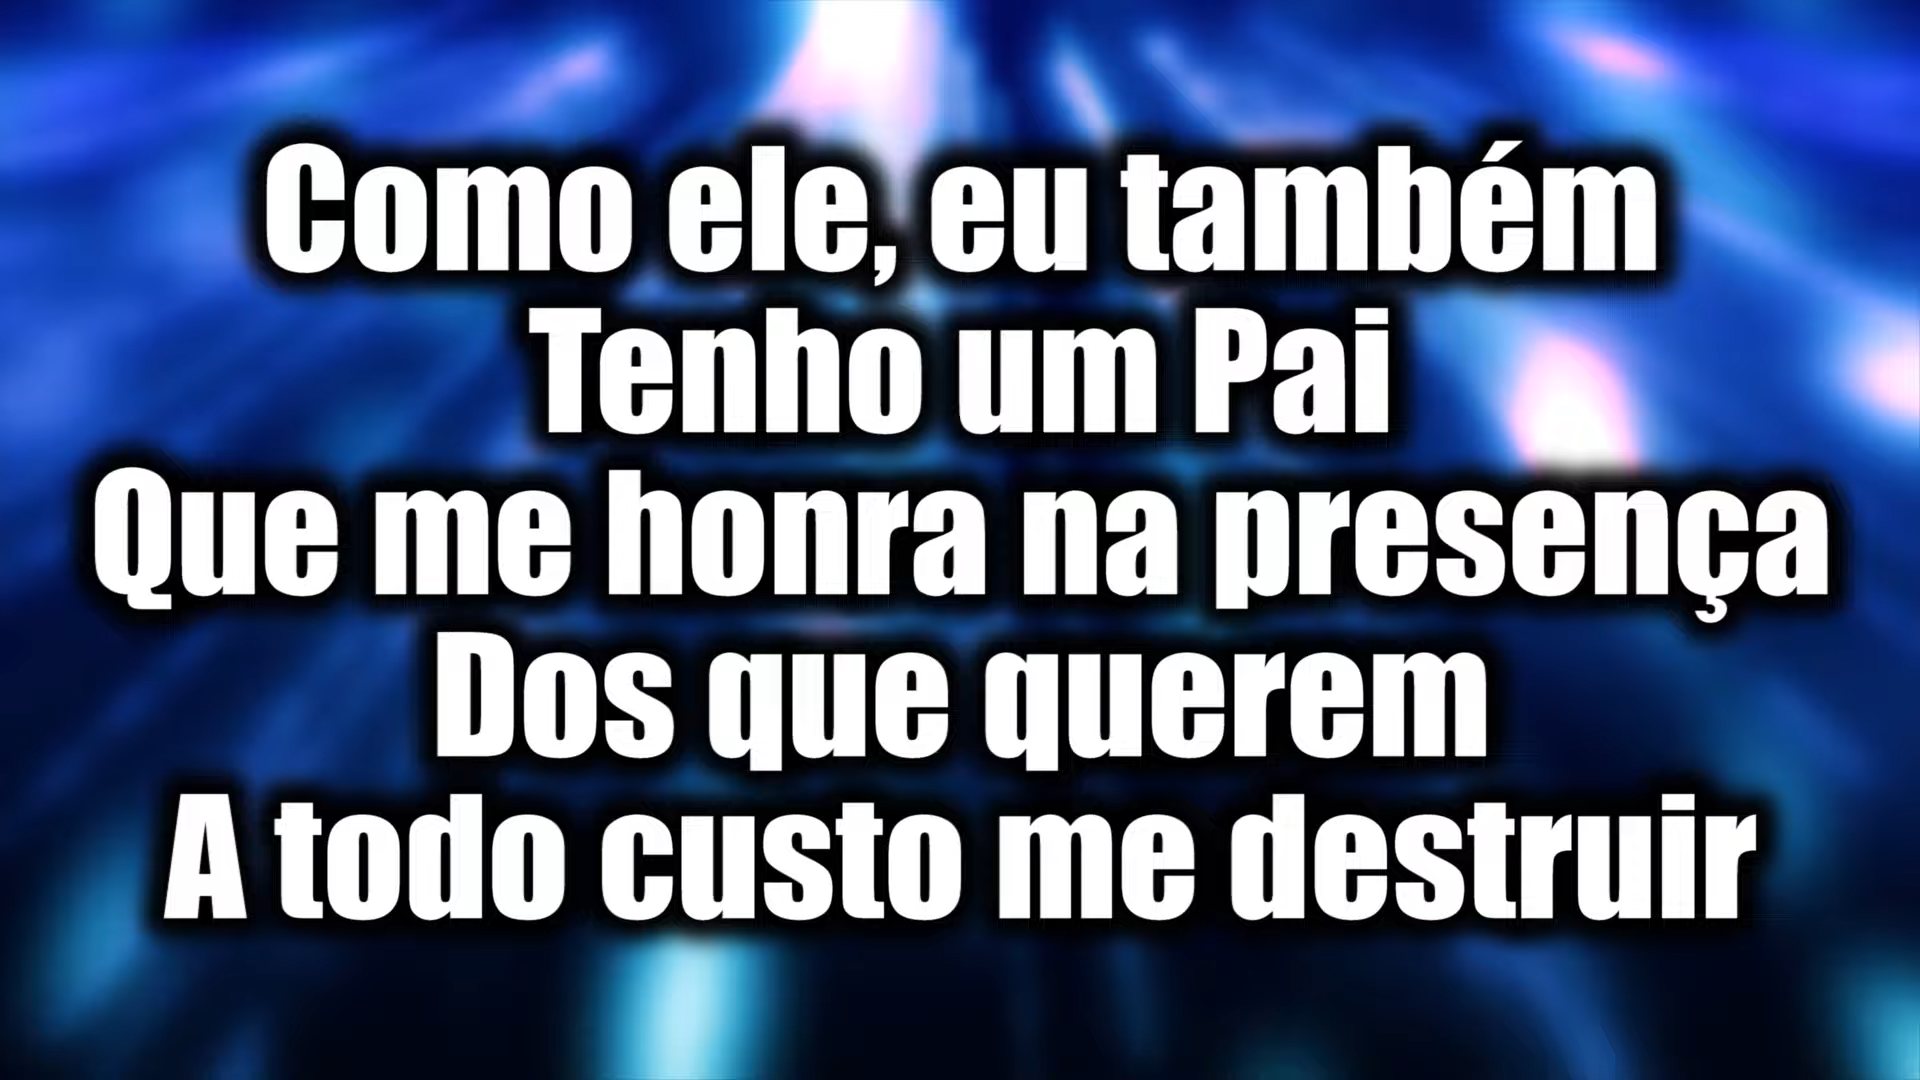 Como ele, eu também
Tenho um Pai
Que me honra na presença
Dos que querem
A todo custo me destruir